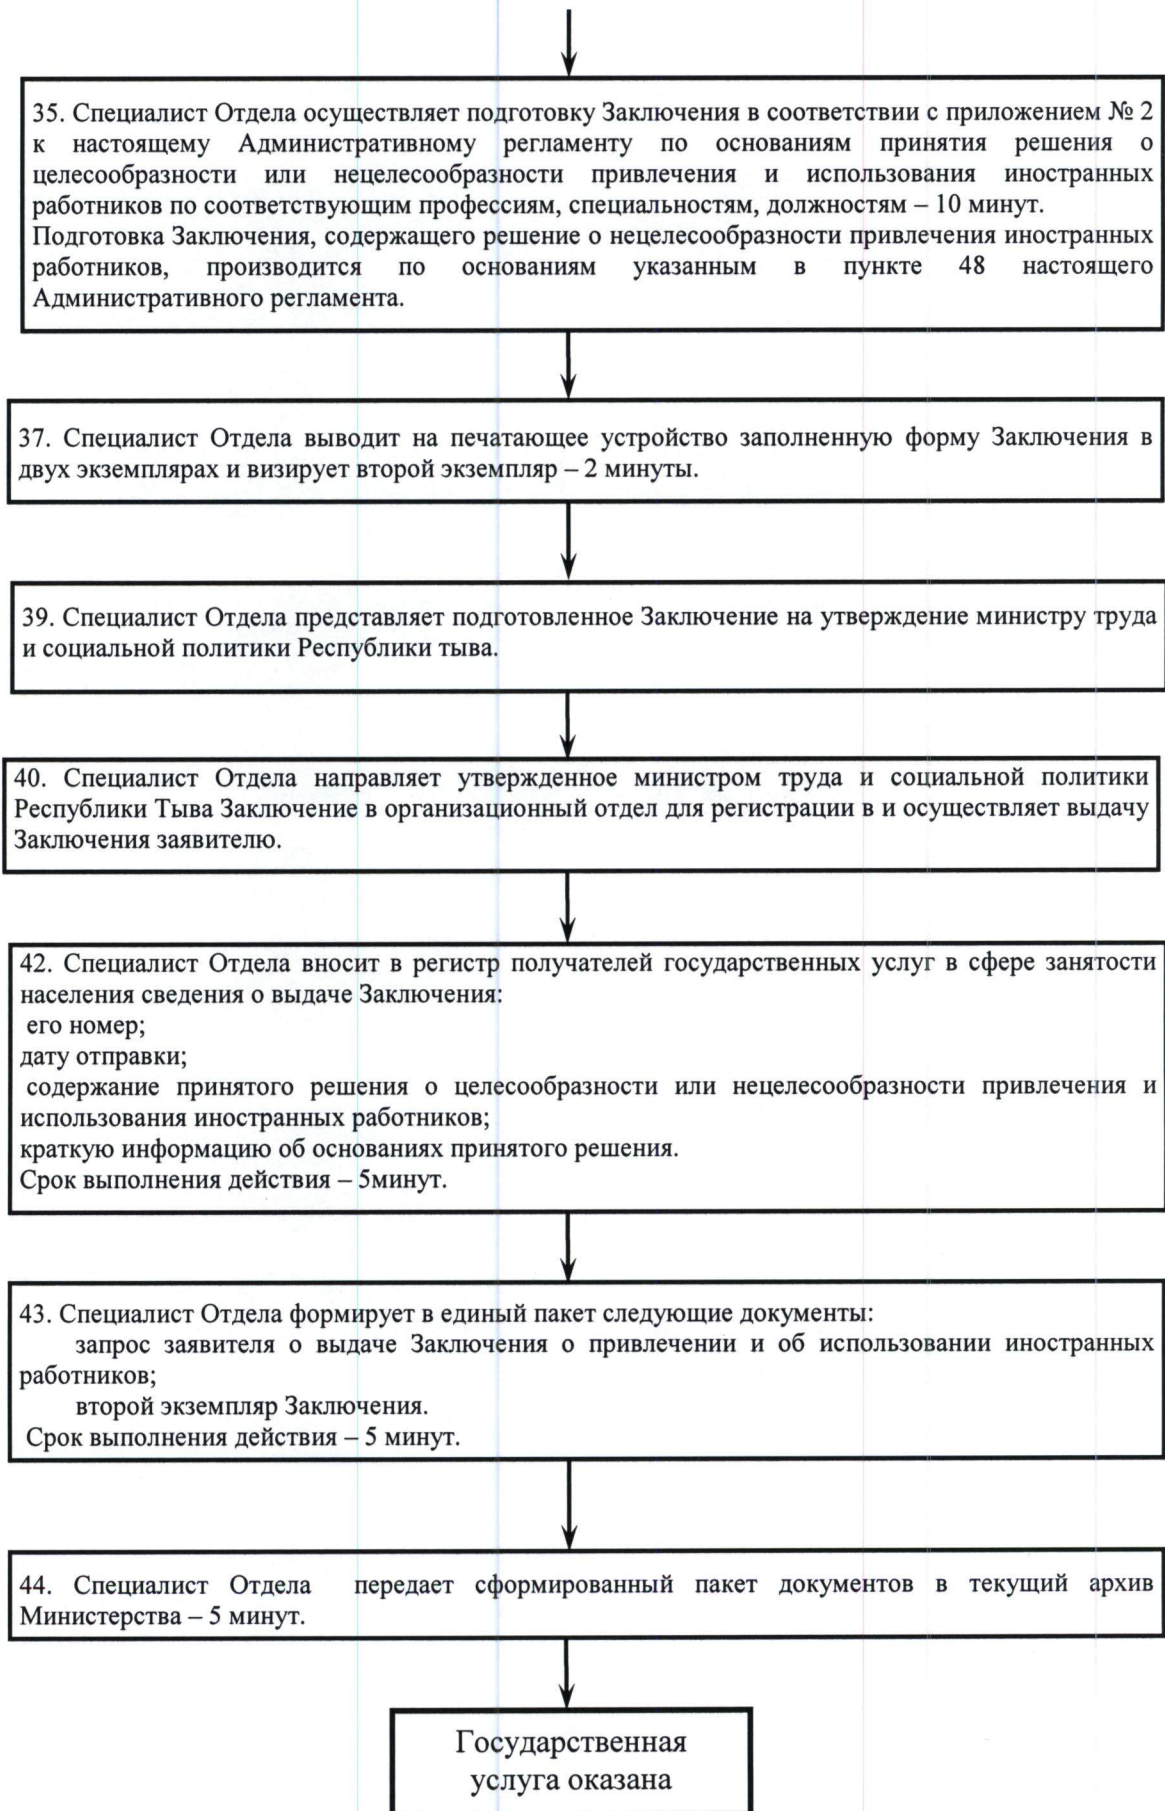 35. Специалист Отдела осуществляет подготовку Заключения в соответствии с приложением № 2
к настоящему Административному регламенту по основаниям принятия решения о
целесообразности или нецелесообразности привлечения и использования иностранных
работников по соответствующим профессиям, специальностям, должностям – 10 минут.
Подготовка Заключения, содержащего решение о нецелесообразности привлечения иностранных
работников, производится по основаниям указанным в пункте 48 настоящего
Административного регламента.
37. Специалист Отдела выводит на печатающее устройство заполненную форму Заключения в
двух экземплярах и визирует второй экземпляр – 2 минуты.
39. Специалист Отдела представляет подготовленное Заключение на утверждение министру труда
и социальной политики Республики тыва.
40. Специалист Отдела направляет утвержденное министром труда и социальной политики
Республики Тыва Заключение в организационный отдел для регистрации в и осуществляет выдачу
Заключения заявителю.
42. Специалист Отдела вносит в регистр получателей государственных услуг в сфере занятости
населения сведения о выдаче Заключения:
его номер;
дату отправки;
содержание принятого решения о целесообразности или нецелесообразности привлечения и
использования иностранных работников;
краткую информацию об основаниях принятого решения.
Срок выполнения действия – 5минут.
43. Специалист Отдела формирует в единый пакет следующие документы:
запрос заявителя о выдаче Заключения о привлечении и об использовании иностранных
работников;
второй экземпляр Заключения.
Срок выполнения действия – 5 минут.
44. Специалист Отдела передает сформированный пакет документов в текущий архив
Министерства – 5 минут.
Государственная
услуга оказана